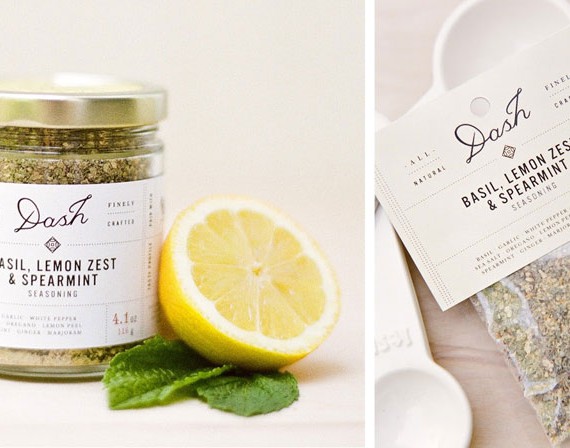 Dash
FINELY
CRAFTED
ASIL, LEMON ZEST
& SPEARMINT
SEASONING
GARLIC WHITE PEPPER
OREGANO LEMON PEEL
GINGER MARJORAM
4.1 oz
116 g
Dash
FINELY
· ALL ·
NATURAL
BASIL, LEMON ZEST
& SPEARMINT
SEASONING
BASIL GARLIC WHITE PEPPER
SEA SALT OREGANO LEMON PEEL
SPEARMINT GINGER MARJORAM